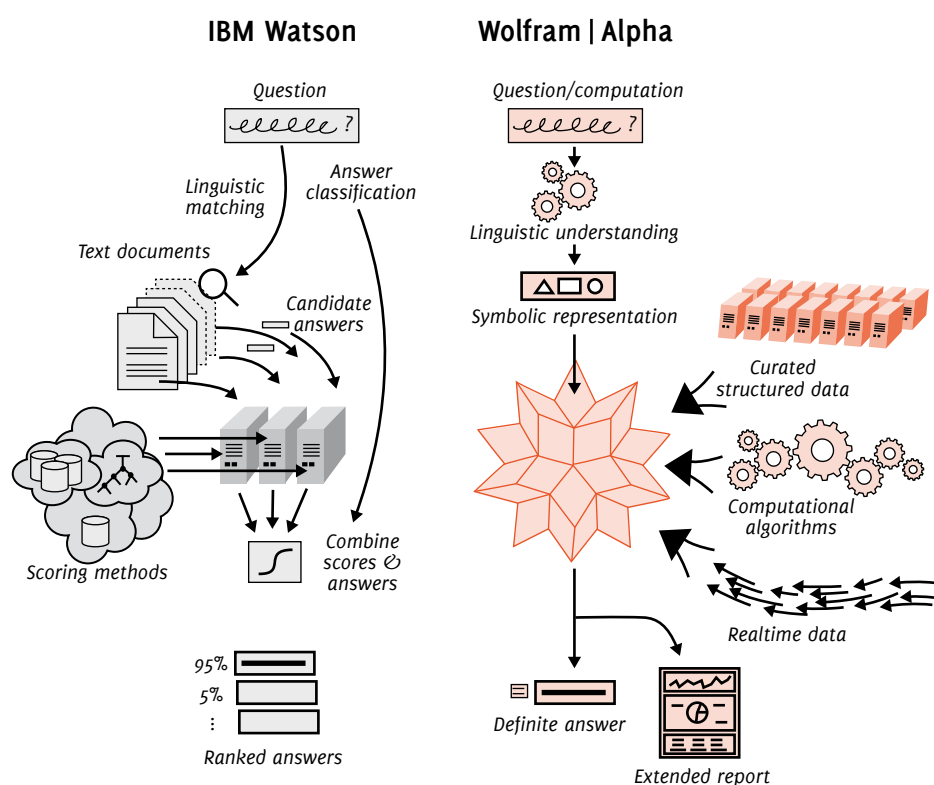 IBM Watson
Question
?
Linguistic
matching
Answer
classification
Text documents
Candidate
answers
Scoring methods
Combine
scores &
answers
95%
5%
⋮
Ranked answers
Wolfram | Alpha
Question/computation
?
Linguistic understanding
Symbolic representation
Curated
structured data
Computational
algorithms
Realtime data
Definite answer
Extended report